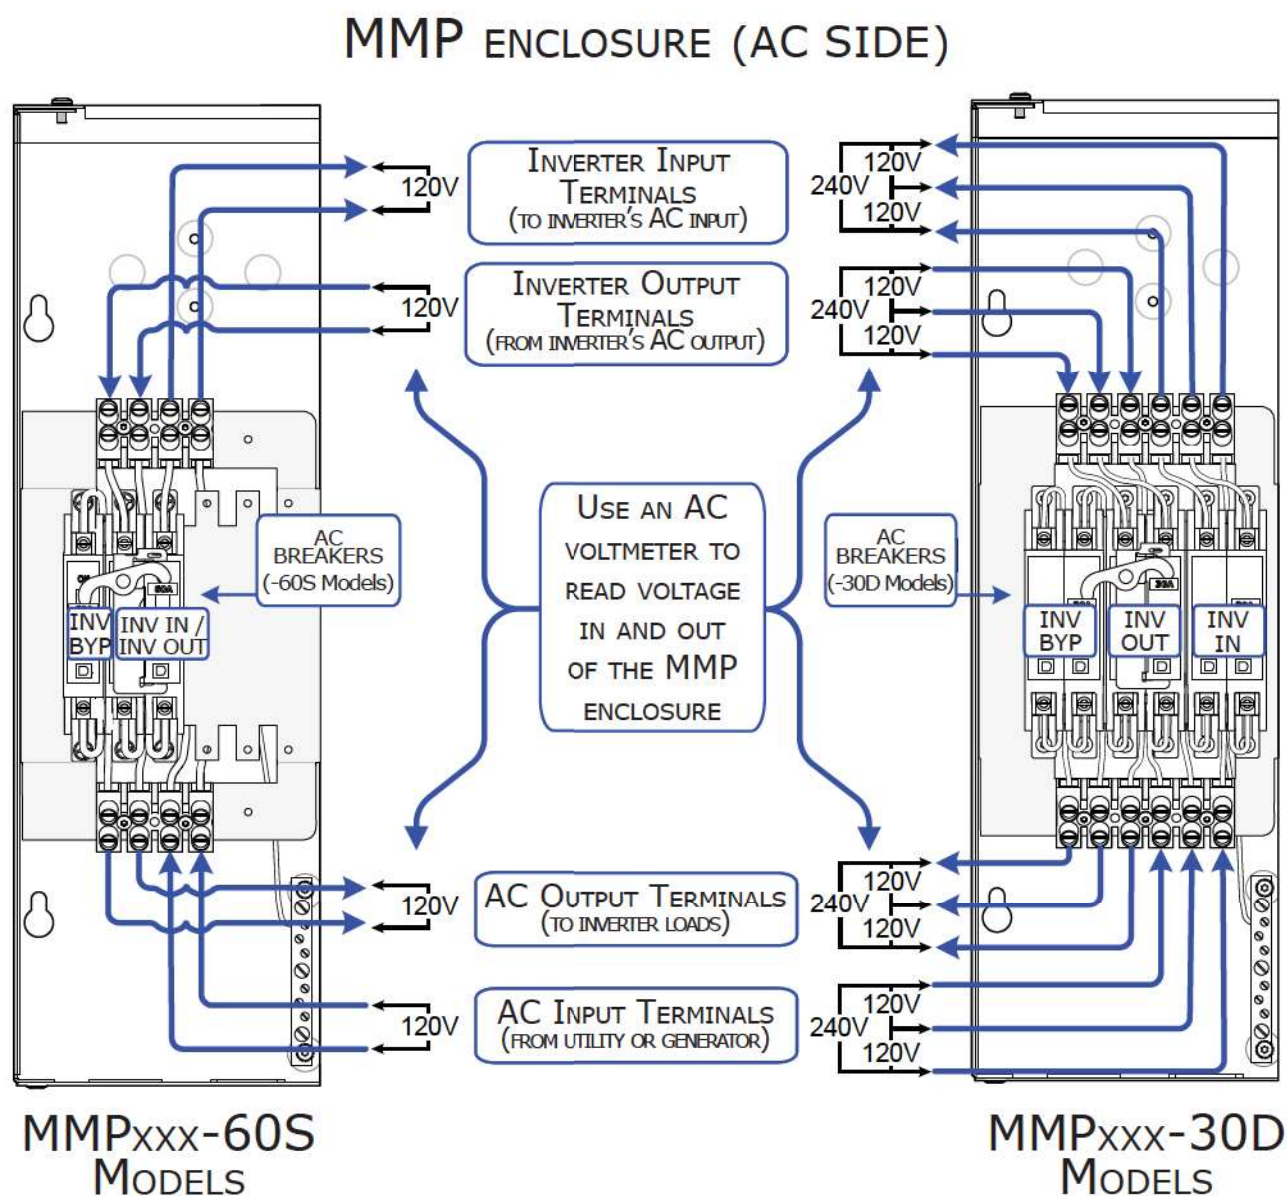 MMP ENCLOSURE (AC SIDE)
120V
INVERTER INPUT
TERMINALS
(TO INVERTER'S AC INPUT)
120V
240V
120V
120V
INVERTER OUTPUT
TERMINALS
(FROM INVERTER'S AC OUTPUT)
120V
240V
120V
AC
BREAKERS
(-60S Models)
USE AN AC
VOLTMETER TO
READ VOLTAGE
IN AND OUT
OF THE MMP
ENCLOSURE
AC
BREAKERS
(-30D Models)
60A
INV
BYP
INV IN /
INV OUT
30A
INV
BYP
INV
OUT
INV
IN
120V
AC OUTPUT TERMINALS
(TO INVERTER LOADS)
120V
240V
120V
120V
AC INPUT TERMINALS
(FROM UTILITY OR GENERATOR)
120V
240V
120V
MMPXXX-60S
MODELS
MMPXXX-30D
MODELS